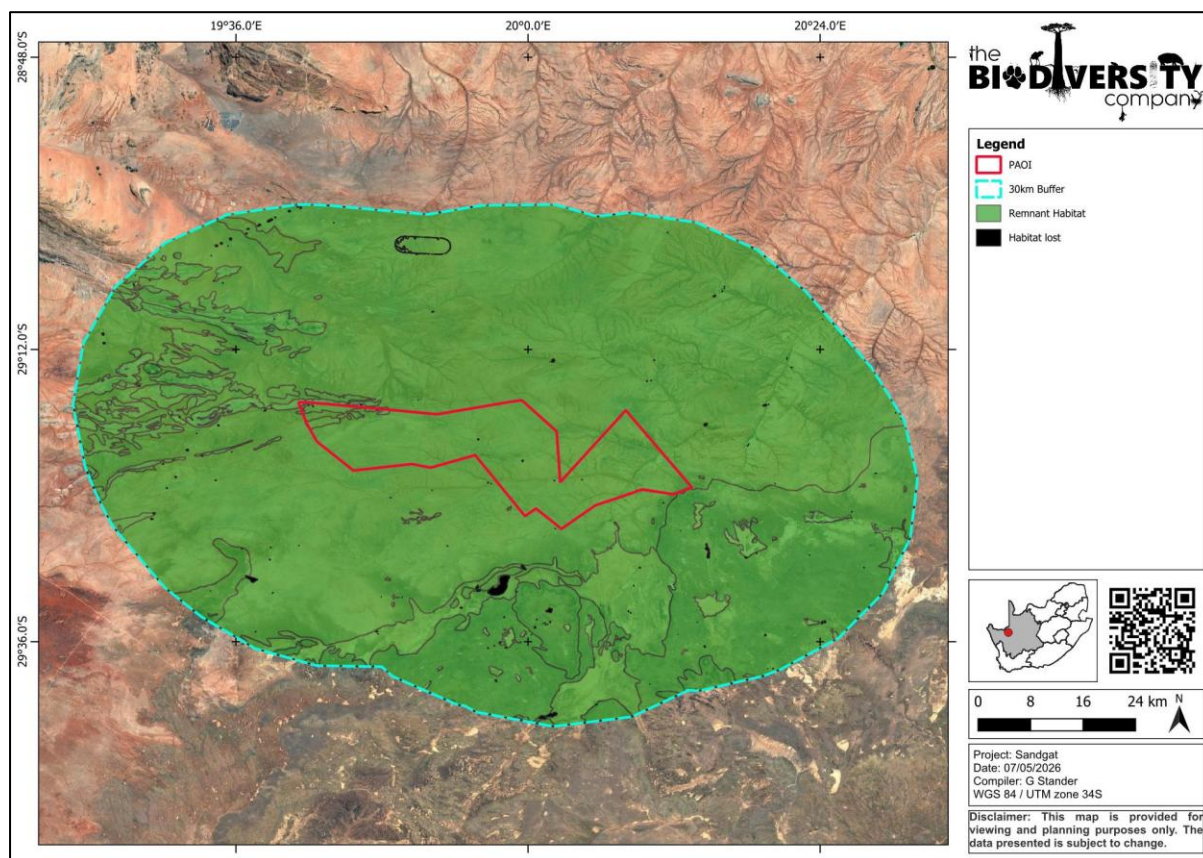 19°36.0'E 20°0.0'E 20°24.0'E
28°48.0'S
29°12.0'S
29°36.0'S
the
BIODIVERSITY
company
Legend
PAOI
30km Buffer
Remnant Habitat
Habitat lost
0 8 16 24 km N
Project: Sandgat
Date: 07/05/2026
Compiler: G Stander
WGS 84 / UTM zone 34S
Disclaimer: This map is provided for
viewing and planning purposes only. The
data presented is subject to change.